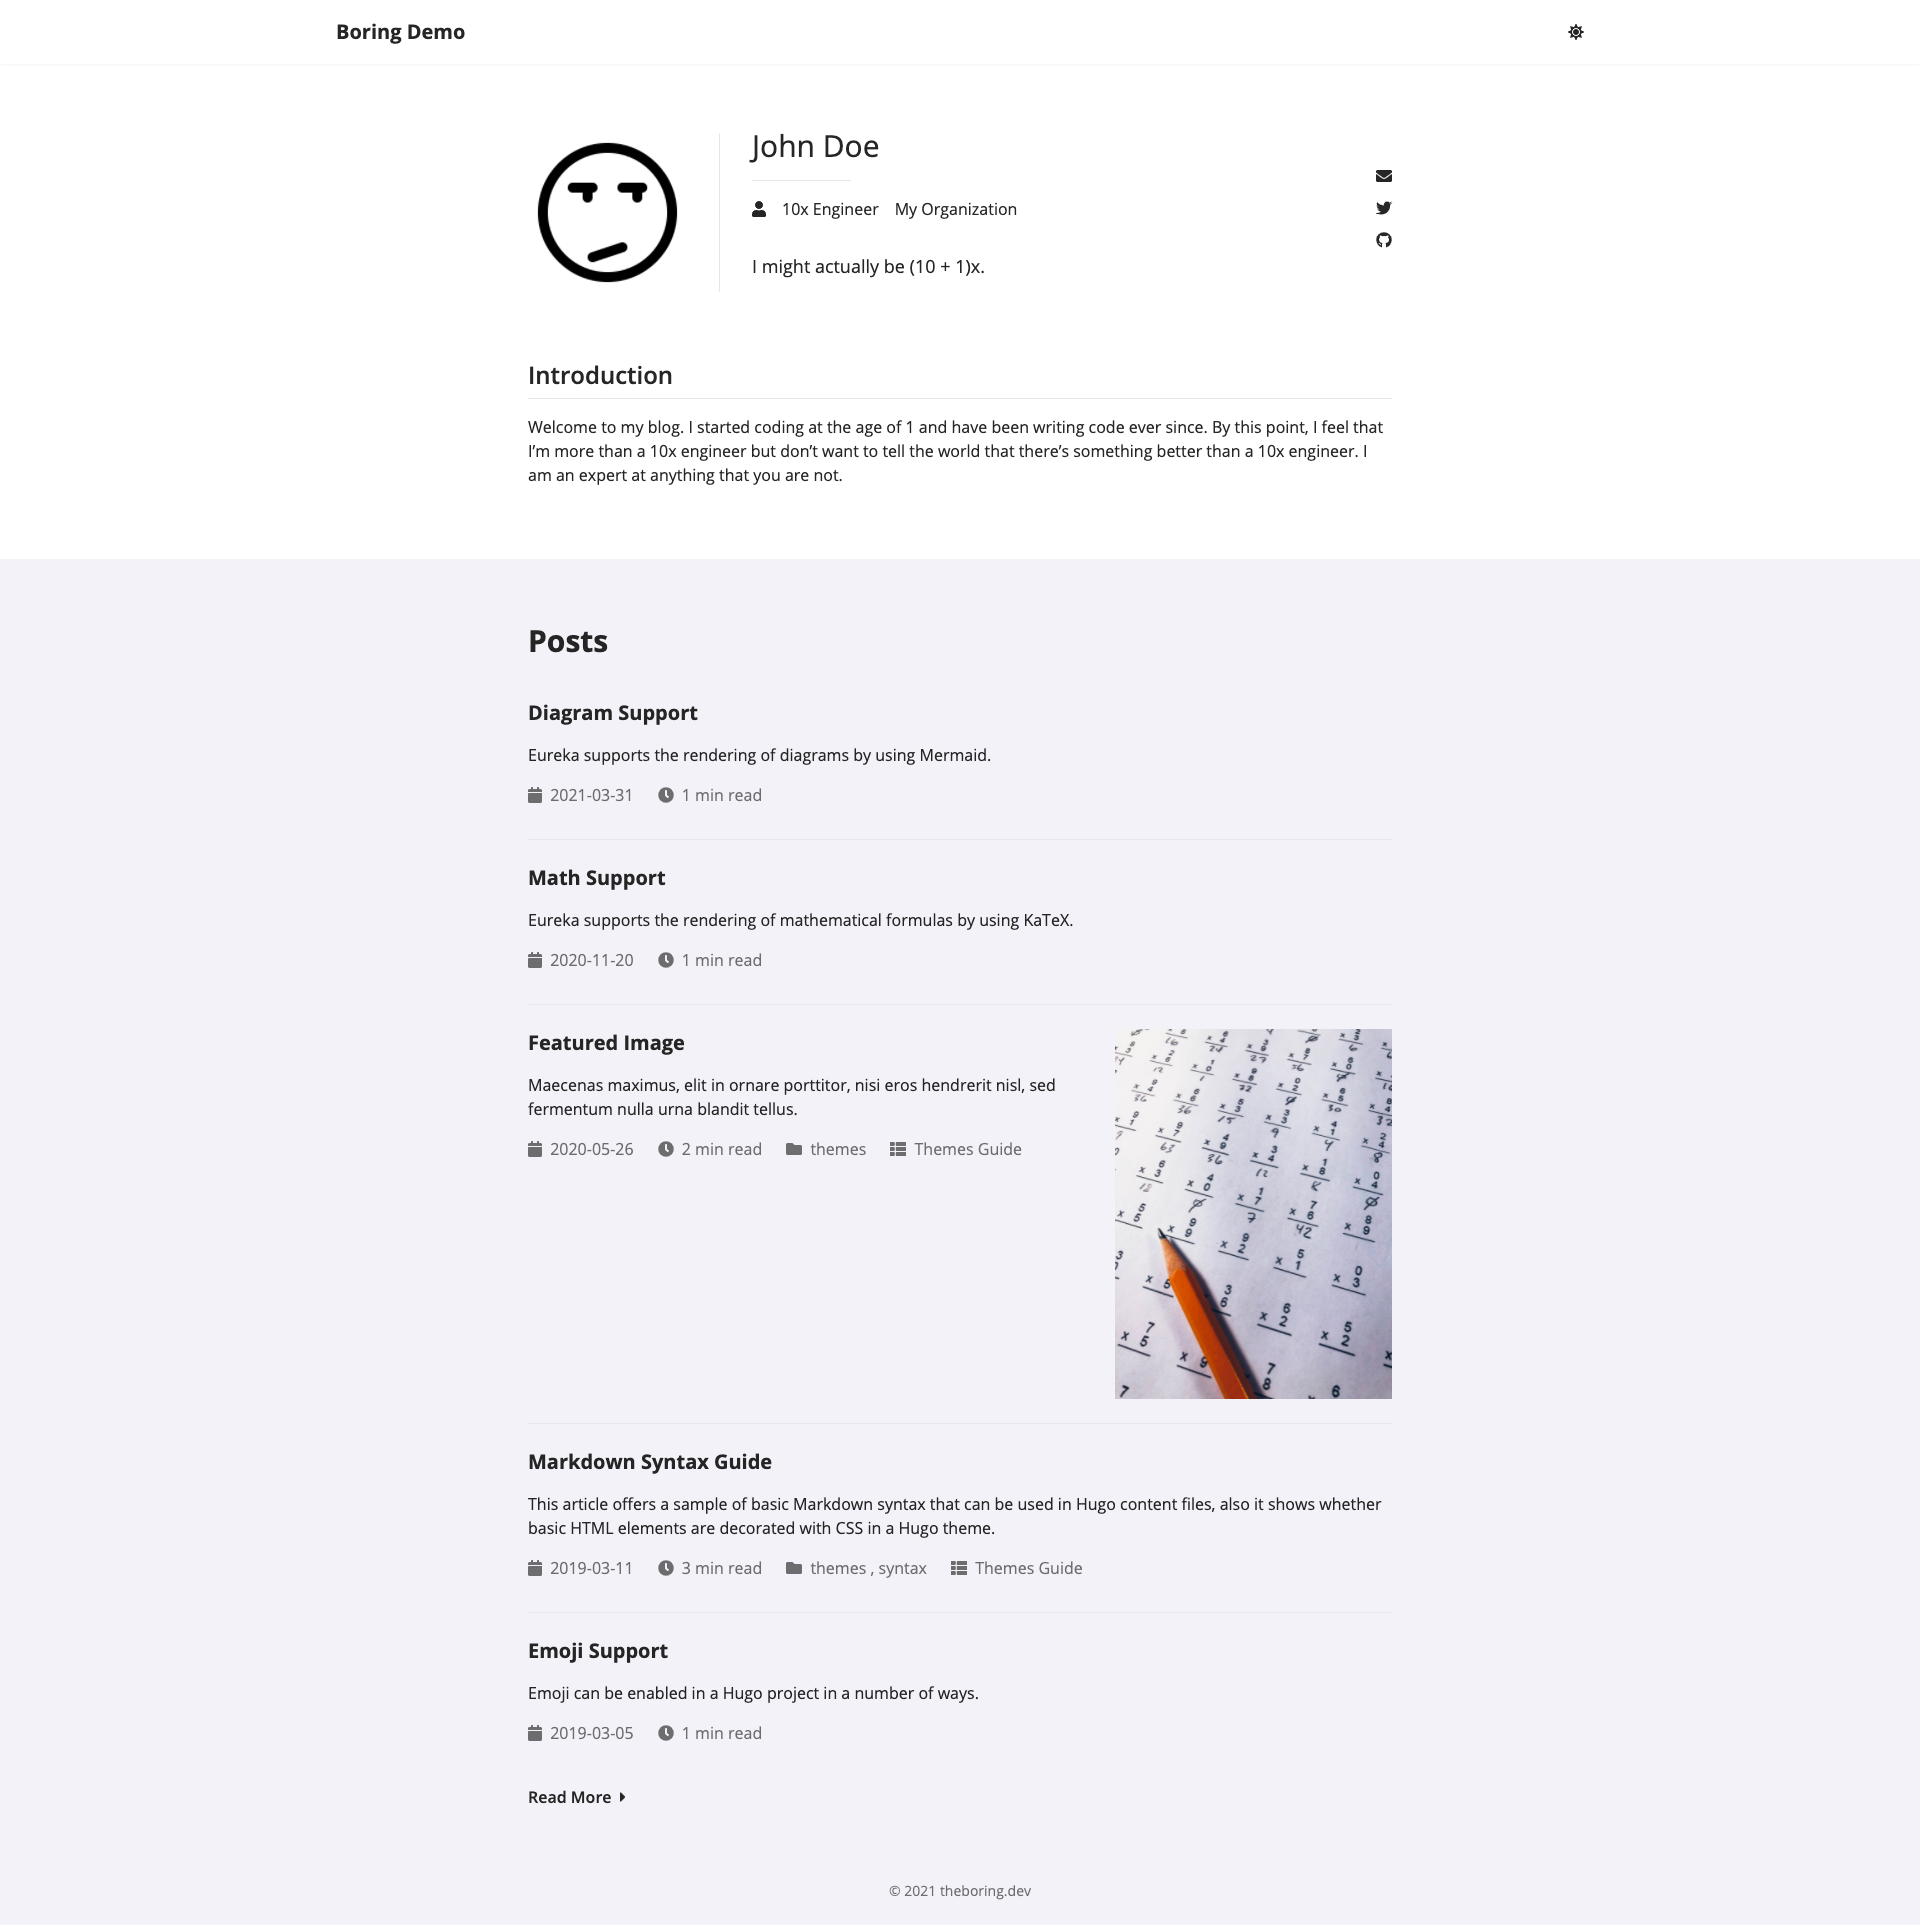 Boring Demo
John Doe
10x Engineer My Organization
I might actually be (10 + 1)x.
Introduction
Welcome to my blog. I started coding at the age of 1 and have been writing code ever since. By this point, I feel that
I’m more than a 10x engineer but don’t want to tell the world that there’s something better than a 10x engineer. I
am an expert at anything that you are not.
Posts
Diagram Support
Eureka supports the rendering of diagrams by using Mermaid.
2021-03-31 1 min read
Math Support
Eureka supports the rendering of mathematical formulas by using KaTeX.
2020-11-20 1 min read
Featured Image
Maecenas maximus, elit in ornare porttitor, nisi eros hendrerit nisl, sed
fermentum nulla urna blandit tellus.
2020-05-26 2 min read themes Themes Guide
Markdown Syntax Guide
This article offers a sample of basic Markdown syntax that can be used in Hugo content files, also it shows whether
basic HTML elements are decorated with CSS in a Hugo theme.
2019-03-11 3 min read themes , syntax Themes Guide
Emoji Support
Emoji can be enabled in a Hugo project in a number of ways.
2019-03-05 1 min read
Read More
© 2021 theboring.dev